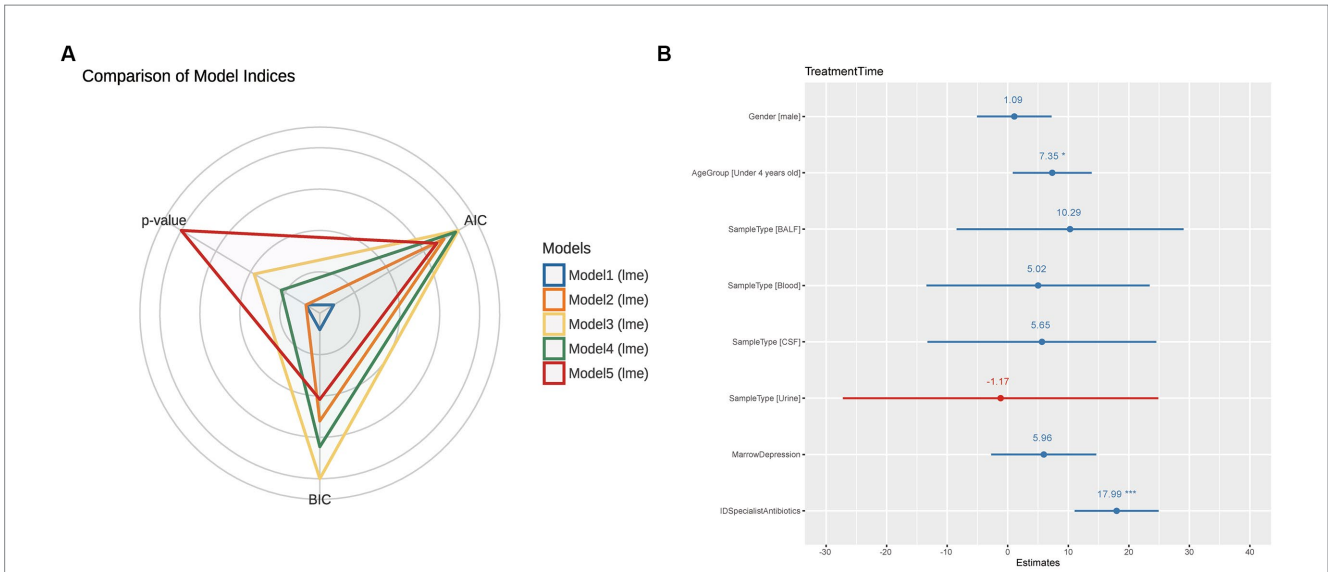 A
Comparison of Model Indices
p-value
AIC
BIC
Models
Model1 (lme)
Model2 (lme)
Model3 (lme)
Model4 (lme)
Model5 (lme)
B
TreatmentTime
1.09
Gender [male]
7.35 *
AgeGroup [Under 4 years old]
10.29
SampleType [BALF]
5.02
SampleType [Blood]
5.65
SampleType [CSF]
-1.17
SampleType [Urine]
5.96
MarrowDepression
17.99 ***
IDSpecialistAntibiotics
-30 -20 -10 0 10 20 30 40
Estimates